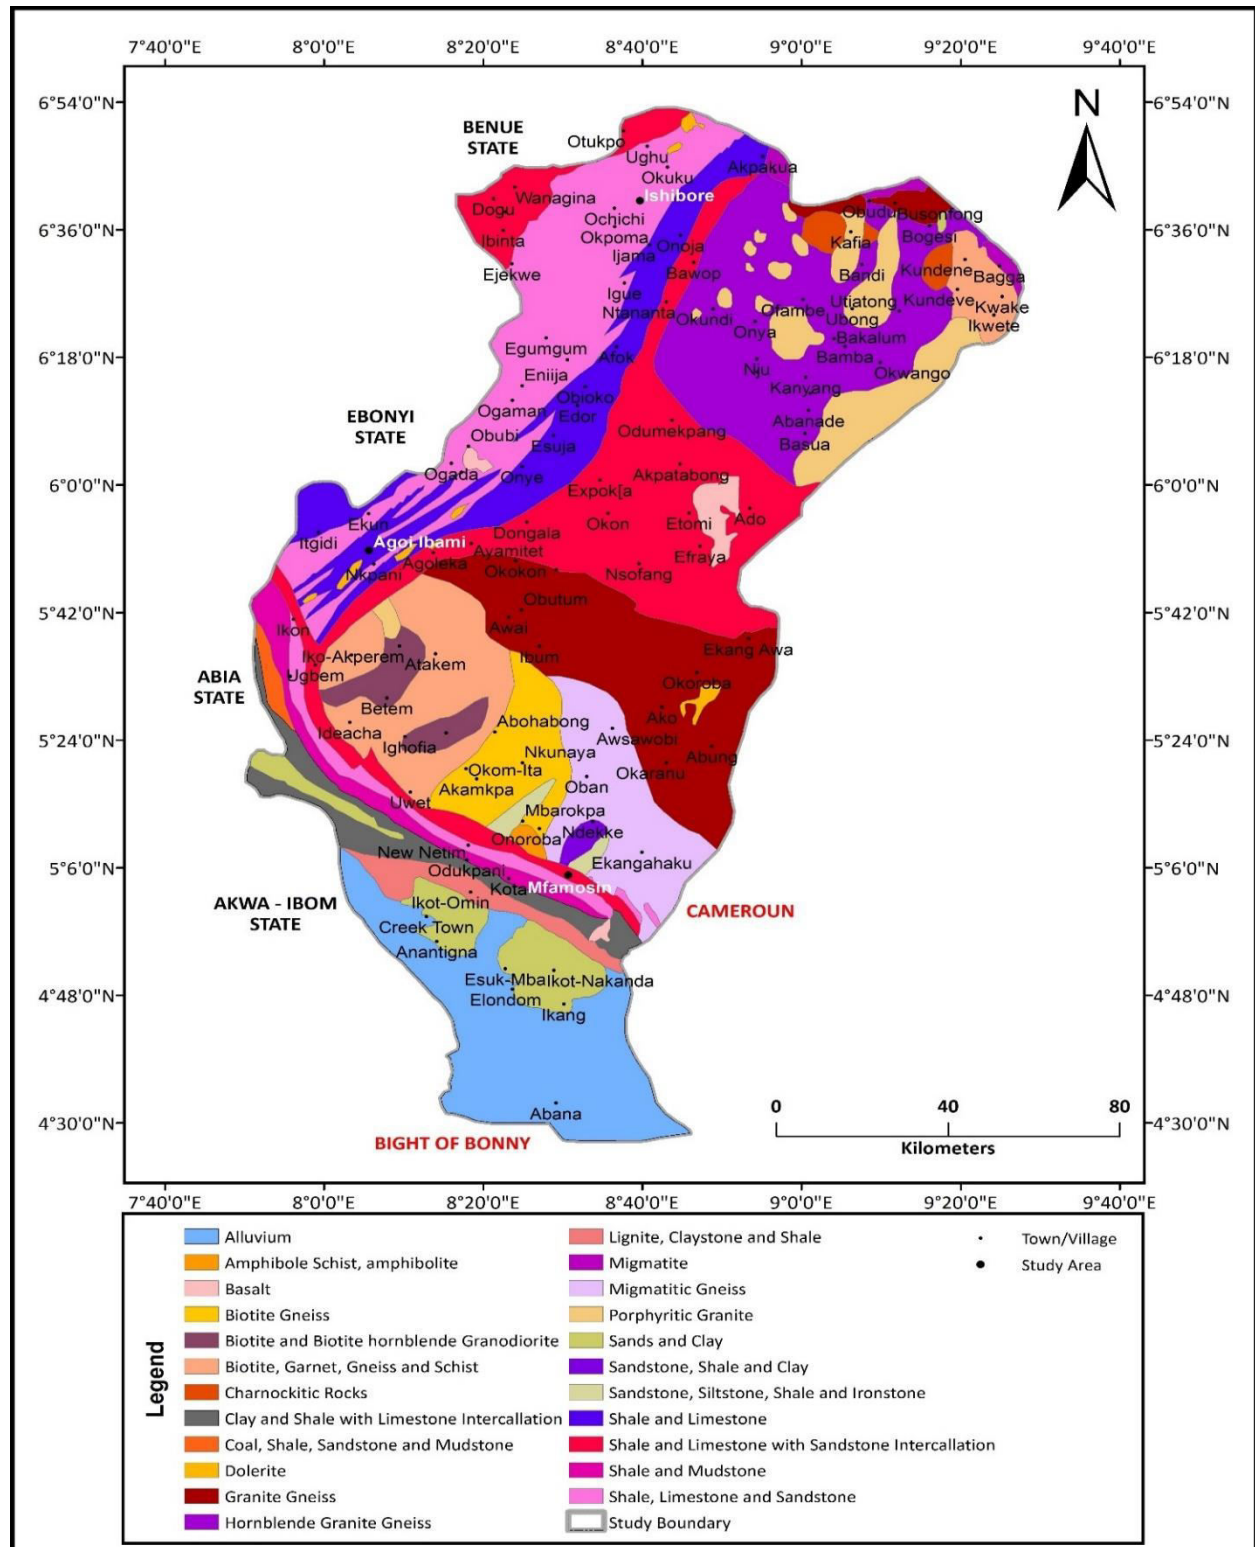 7°40'0"E 8°0'0"E 8°20'0"E 8°40'0"E 9°0'0"E 9°20'0"E 9°40'0"E
6°54'0"N 6°54'0"N
N
BENUE
STATE
Otukpo
Ughu
Akpakua
Okuku
Wanagina Ishibore
Dogu
Obudu Busonfong
Ochichi
6°36'0"N 6°36'0"N
Ibinta Okpoma
Bogesi
Onoja Kafia
Ijama
Ejekwe Bawop Bandi Kundene Bagga
Igue
Utiatong Kundeve Kwake
Ntananta
Okundi Ofambe
Ubong
Onya Ikwete
Bakalum
Egumgum
Afok Bamba
6°18'0"N 6°18'0"N
Eniija Nju Okwango
Kanyang
Obioko
Ogaman Edor
EBONYI
STATE
Abanade
Odumekpang
Obubi Esuja Basua
Ogada Onye Akpatabong
6°0'0"N 6°0'0"N
Expok[a
Ekun Okon Etomi Ado
Itgidi Agoi Ibami Dongala
Ayamitet
Agoleka Efraya
Nkpani Okokon Nsofang
5°42'0"N 5°42'0"N
Obutum
Ikon Awai
Ekang Awa
Iko-Akperem Atakem Ibum
ABIA
STATE
Ugbem
Okoroba
Betem
Abohabong Ako
Ideacha
5°24'0"N 5°24'0"N
Ighofia Awsawobi
Nkunaya Abung
Okom-Ita Okaranu
Akamkpa Oban
Uwet
Mbarokpa
Onoroba Ndekke
New Netim
5°6'0"N 5°6'0"N
Ekangahaku
Odukpani
Kota Mfamosin
AKWA - IBOM
STATE
Ikot-Omin
CAMEROUN
Creek Town
Anantigna
Esuk-Mba Ikot-Nakanda
4°48'0"N 4°48'0"N
Elondom
Ikang
0 40 80
Kilometers
Abana
4°30'0"N 4°30'0"N
BIGHT OF BONNY
7°40'0"E 8°0'0"E 8°20'0"E 8°40'0"E 9°0'0"E 9°20'0"E 9°40'0"E
Legend
Alluvium
Amphibole Schist, amphibolite
Basalt
Biotite Gneiss
Biotite and Biotite hornblende Granodiorite
Biotite, Garnet, Gneiss and Schist
Charnockitic Rocks
Clay and Shale with Limestone Intercallation
Coal, Shale, Sandstone and Mudstone
Dolerite
Granite Gneiss
Hornblende Granite Gneiss
Lignite, Claystone and Shale
Migmatite
Migmatitic Gneiss
Porphyritic Granite
Sands and Clay
Sandstone, Shale and Clay
Sandstone, Siltstone, Shale and Ironstone
Shale and Limestone
Shale and Limestone with Sandstone Intercallation
Shale and Mudstone
Shale, Limestone and Sandstone
Study Boundary
Town/Village
Study Area